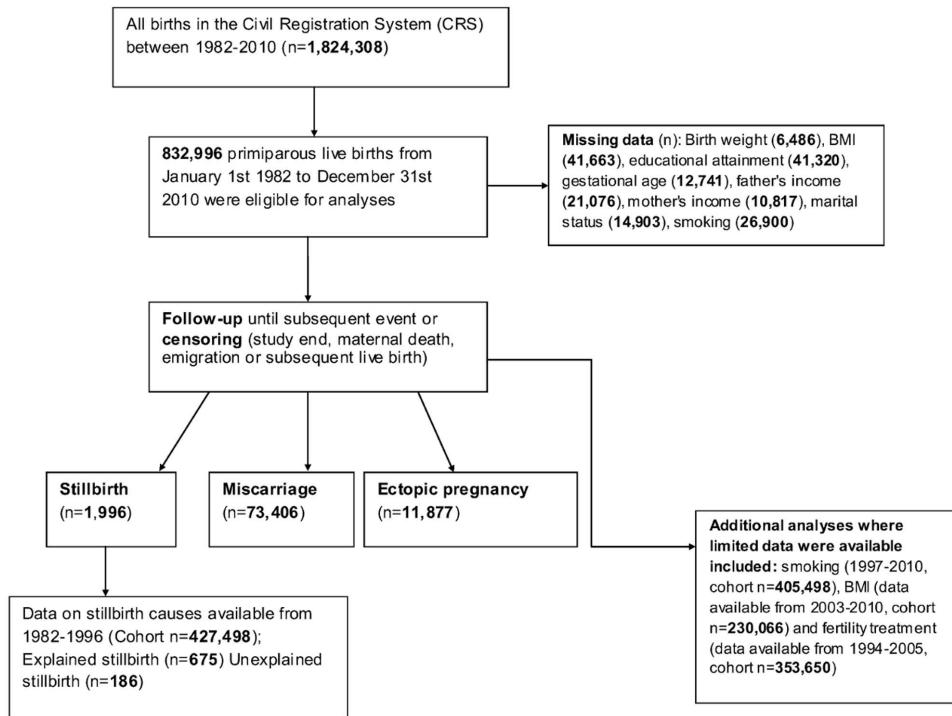 All births in the Civil Registration System (CRS)
between 1982-2010 (n=1,824,308)
832,996 primiparous live births from
January 1st 1982 to December 31st
2010 were eligible for analyses
Missing data (n): Birth weight (6,486), BMI
(41,663), educational attainment (41,320),
gestational age (12,741), father's income
(21,076), mother's income (10,817), marital
status (14,903), smoking (26,900)
Follow-up until subsequent event or
censoring (study end, maternal death,
emigration or subsequent live birth)
Stillbirth
(n=1,996)
Miscarriage
(n=73,406)
Ectopic pregnancy
(n=11,877)
Data on stillbirth causes available from
1982-1996 (Cohort n=427,498);
Explained stillbirth (n=675) Unexplained
stillbirth (n=186)
Additional analyses where
limited data were available
included: smoking (1997-2010,
cohort n=405,498), BMI (data
available from 2003-2010, cohort
n=230,066) and fertility treatment
(data available from 1994-2005,
cohort n=353,650)